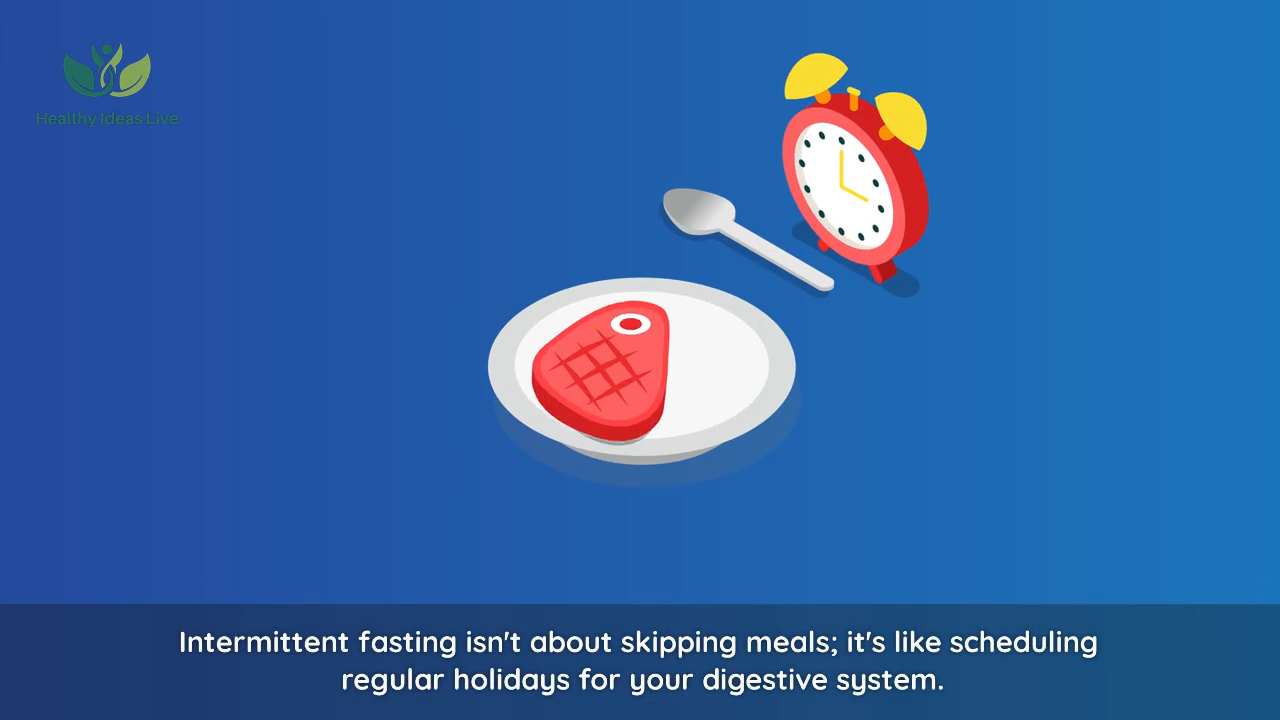 Healthy Ideas Live
Intermittent fasting isn't about skipping meals; it's like scheduling
regular holidays for your digestive system.